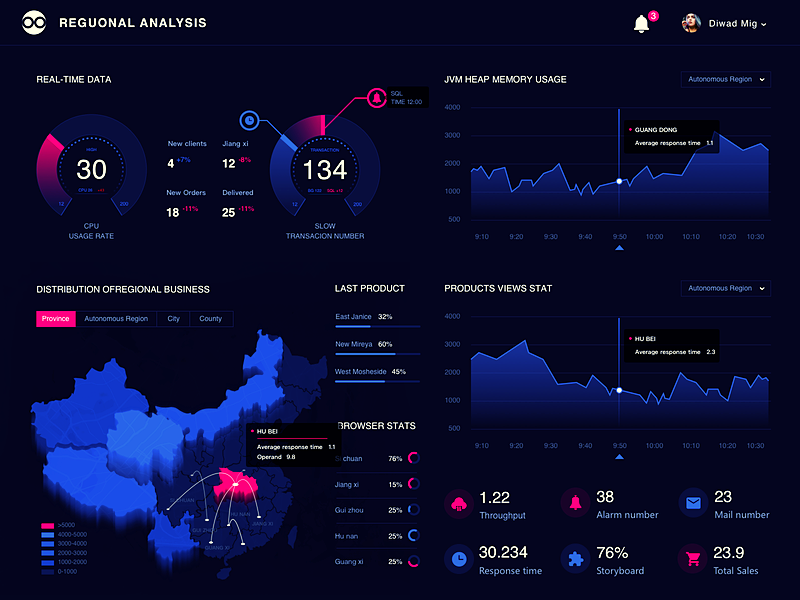 REGUONAL ANALYSIS
3
Diwad Mig
REAL-TIME DATA
HIGH
30
12
200
CPU
USAGE RATE
New clients
4 +7%
Jiang xi
12 -8%
New Orders
18 -11%
Delivered
25 -11%
SQL
TIME 12:00
TRANSACTION
134
12
200
SLOW
TRANSACION NUMBER
JVM HEAP MEMORY USAGE
Autonomous Region
4000
3000
2000
1000
500
GUANG DONG
Average response time 1.1
9:10 9:20 9:30 9:40 9:50 10:00 10:10 10:20 10:30
DISTRIBUTION OFREGIONAL BUSINESS
Province
Autonomous Region
City
County
HU BEI
Average response time 1.1
Operand 9.8
HU NAN
JIANG XI
GUANG XI
>5000
4000-5000
3000-4000
2000-3000
1000-2000
0-1000
LAST PRODUCT
East Janice 32%
New Mireya 60%
West Mosheside 45%
BROWSER STATS
chuan 76%
Jiang xi 15%
Gui zhou 25%
Hu nan 25%
Guang xi 25%
PRODUCTS VIEWS STAT
Autonomous Region
4000
3000
2000
1000
500
HU BEI
Average response time 2.3
9:10 9:20 9:30 9:40 9:50 10:00 10:10 10:20 10:30
1.22
Throughput
38
Alarm number
23
Mail number
30.234
Response time
76%
Storyboard
23.9
Total Sales